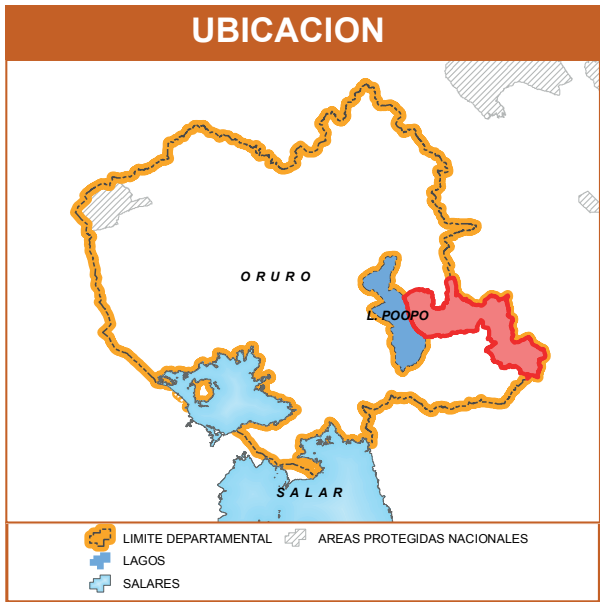 UBICACION
ORURO
L. POOPO
SALAR
LIMITE DEPARTAMENTAL
AREAS PROTEGIDAS NACIONALES
LAGOS
SALARES